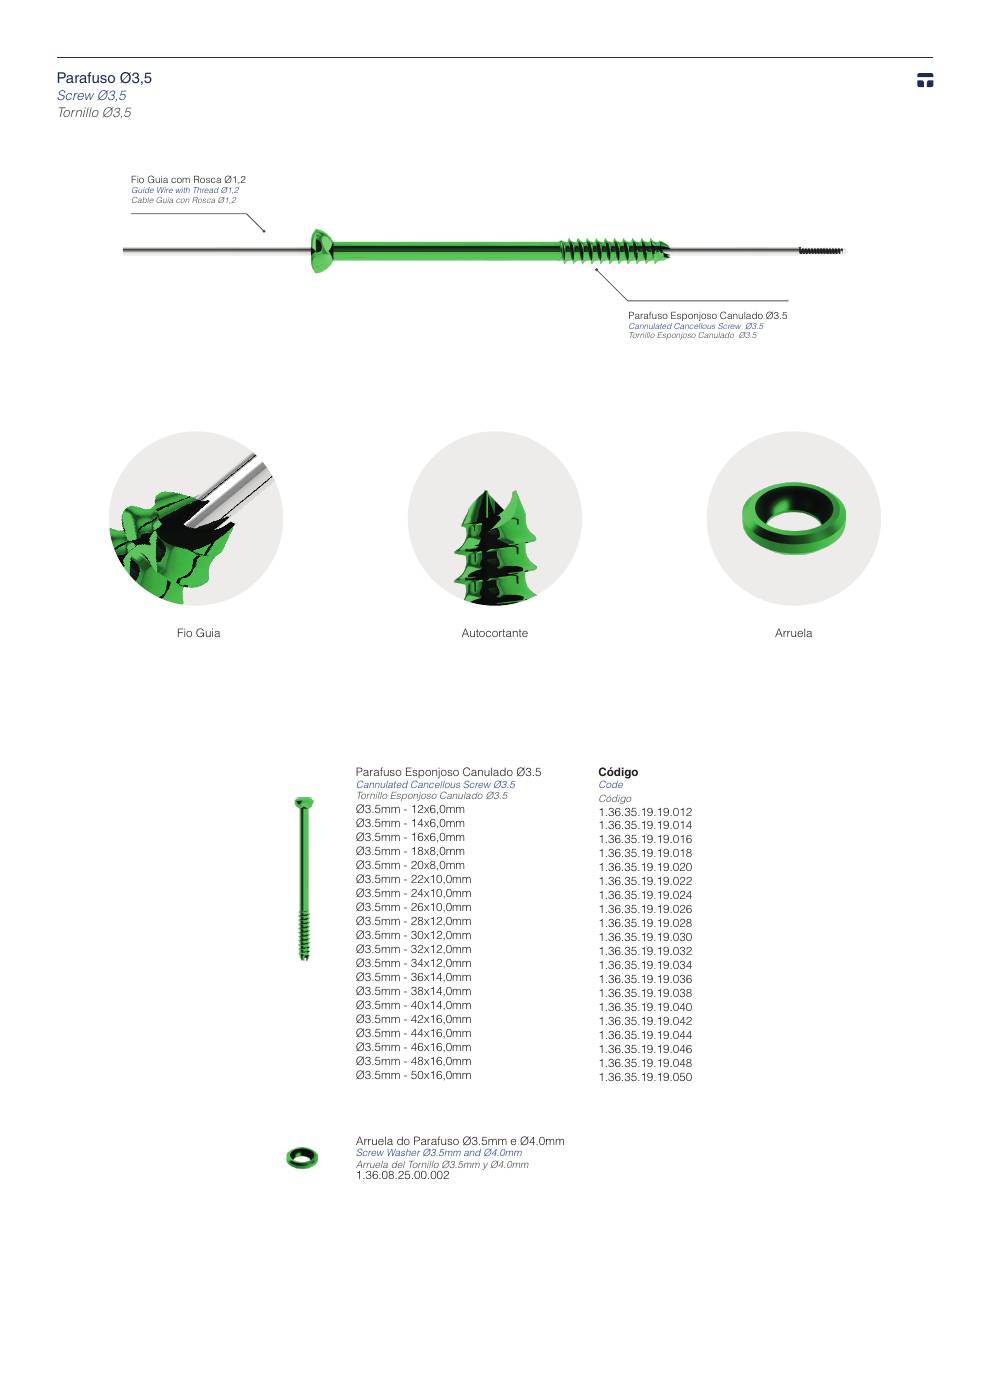 Parafuso Ø3,5
Screw Ø3,5
Tornillo Ø3,5
Fio Guia com Rosca Ø1,2
Guide Wire with Thread Ø1,2
Cable Guia con Rosca Ø1,2
Parafuso Esponjoso Canulado Ø3.5
Cannulated Cancellous Screw Ø3.5
Tornillo Esponjoso Canulado Ø3.5
Fio Guia
Autocortante
Arruela
Parafuso Esponjoso Canulado Ø3.5
Cannulated Cancellous Screw Ø3.5
Tornillo Esponjoso Canulado Ø3.5
Código
Code
Código
Ø3.5mm - 12x6,0mm 1.36.35.19.19.012
Ø3.5mm - 14x6,0mm 1.36.35.19.19.014
Ø3.5mm - 16x6,0mm 1.36.35.19.19.016
Ø3.5mm - 18x8,0mm 1.36.35.19.19.018
Ø3.5mm - 20x8,0mm 1.36.35.19.19.020
Ø3.5mm - 22x10,0mm 1.36.35.19.19.022
Ø3.5mm - 24x10,0mm 1.36.35.19.19.024
Ø3.5mm - 26x10,0mm 1.36.35.19.19.026
Ø3.5mm - 28x12,0mm 1.36.35.19.19.028
Ø3.5mm - 30x12,0mm 1.36.35.19.19.030
Ø3.5mm - 32x12,0mm 1.36.35.19.19.032
Ø3.5mm - 34x12,0mm 1.36.35.19.19.034
Ø3.5mm - 36x14,0mm 1.36.35.19.19.036
Ø3.5mm - 38x14,0mm 1.36.35.19.19.038
Ø3.5mm - 40x14,0mm 1.36.35.19.19.040
Ø3.5mm - 42x16,0mm 1.36.35.19.19.042
Ø3.5mm - 44x16,0mm 1.36.35.19.19.044
Ø3.5mm - 46x16,0mm 1.36.35.19.19.046
Ø3.5mm - 48x16,0mm 1.36.35.19.19.048
Ø3.5mm - 50x16,0mm 1.36.35.19.19.050
Arruela do Parafuso Ø3.5mm e Ø4.0mm
Screw Washer Ø3.5mm and Ø4.0mm
Arruela del Tornillo Ø3.5mm y Ø4.0mm
1.36.08.25.00.002